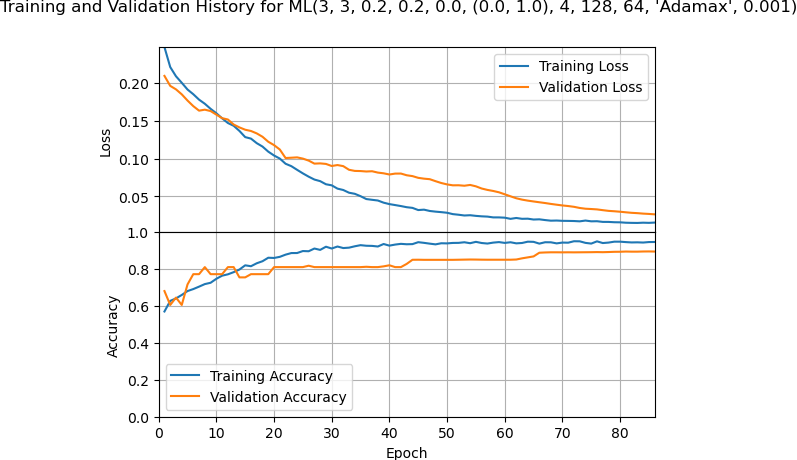 Training and Validation History for ML(3, 3, 0.2, 0.2, 0.0, (0.0, 1.0), 4, 128, 64, 'Adamax', 0.001)
Training Loss
Validation Loss
0.20
0.15
0.10
0.05
Loss
1.0
0.8
0.6
0.4
0.2
0.0
Accuracy
Training Accuracy
Validation Accuracy
0 10 20 30 40 50 60 70 80
Epoch